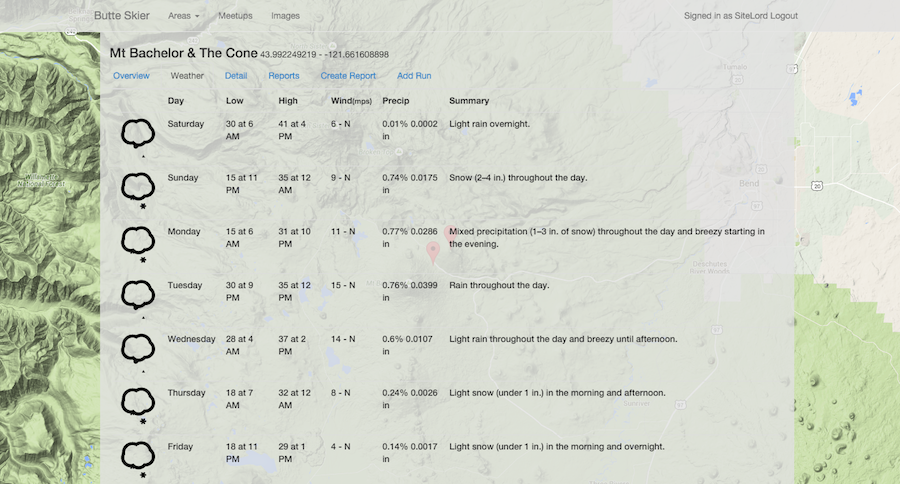 Butte Skier Areas Meetups Images Signed in as SiteLord Logout
Mt Bachelor & The Cone 43.992249219 - -121.661608898
Overview Weather Detail Reports Create Report Add Run
Day Low High Wind(mps) Precip Summary
Saturday 30 at 6 AM 41 at 4 PM 6 - N 0.01% 0.0002 in Light rain overnight.
Sunday 15 at 11 PM 35 at 12 AM 9 - N 0.74% 0.0175 in Snow (2–4 in.) throughout the day.
Monday 15 at 6 AM 31 at 10 PM 11 - N 0.77% 0.0286 in Mixed precipitation (1–3 in. of snow) throughout the day and breezy starting in the evening.
Tuesday 30 at 9 PM 35 at 12 PM 15 - N 0.76% 0.0399 in Rain throughout the day.
Wednesday 28 at 4 AM 37 at 2 PM 14 - N 0.6% 0.0107 in Light rain throughout the day and breezy until afternoon.
Thursday 18 at 7 AM 32 at 12 AM 8 - N 0.24% 0.0026 in Light snow (under 1 in.) in the morning and afternoon.
Friday 18 at 11 PM 29 at 1 PM 4 - N 0.14% 0.0017 in Light snow (under 1 in.) in the morning and overnight.
Tumalo
Willamette
National Forest
Bend
20
Deschutes
River Woods
97